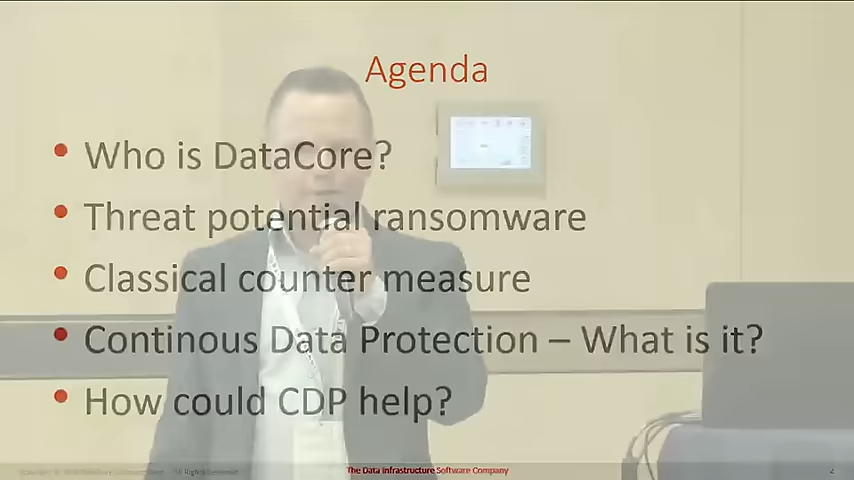 Agenda
• Who is DataCore?
• Threat potential ransomware
• Classical counter measure
• Continous Data Protection – What is it?
• How could CDP help?
The Data Infrastructure Software Company
2